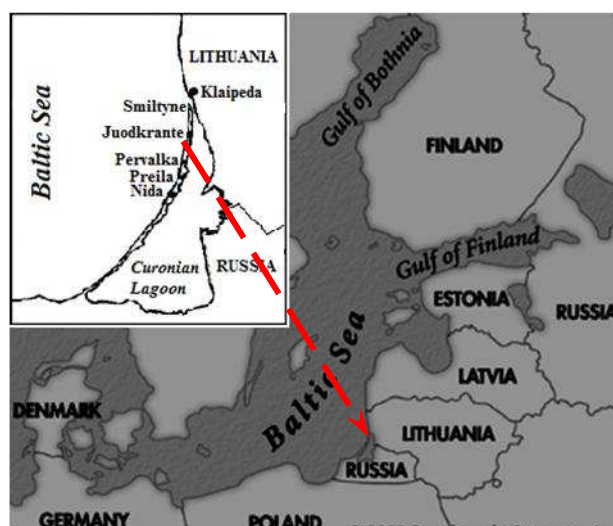 LITHUANIA
Klaipeda
Smiltyne
Juodkrante
Pervalka
Preila
Nida
Baltic Sea
RUSSIA
Curonian
Lagoon
Gulf of Bothnia
FINLAND
Gulf of Finland
ESTONIA
RUSSIA
LATVIA
Baltic Sea
DENMARK
LITHUANIA
RUSSIA
GERMANY
POLAND